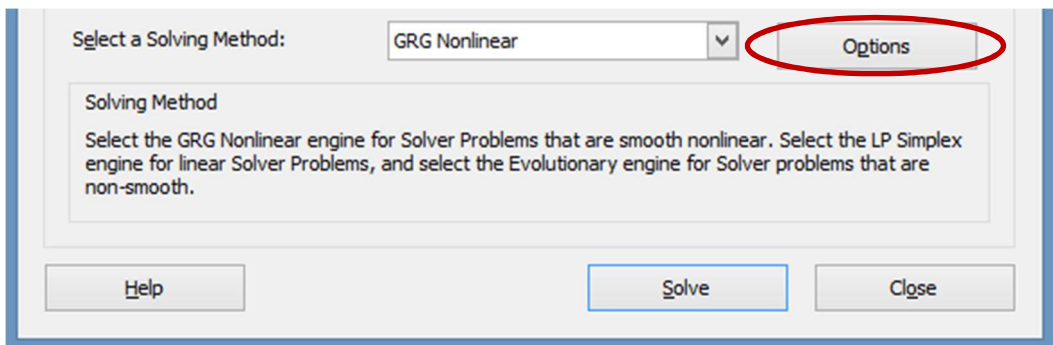 Select a Solving Method:
GRG Nonlinear
Options
Solving Method
Select the GRG Nonlinear engine for Solver Problems that are smooth nonlinear. Select the LP Simplex
engine for linear Solver Problems, and select the Evolutionary engine for Solver problems that are
non-smooth.
Help
Solve
Close